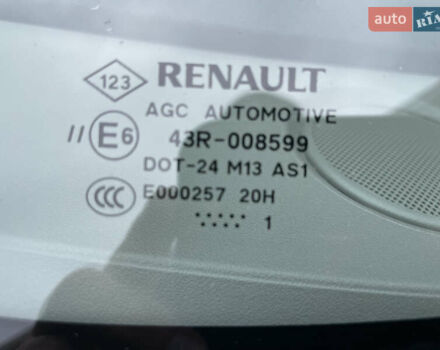 auto RIA
123 RENAULT
AGC AUTOMOTIVE
// E6 43R-008599
DOT-24 M13 AS1
CCC E000257 20H
..... 1